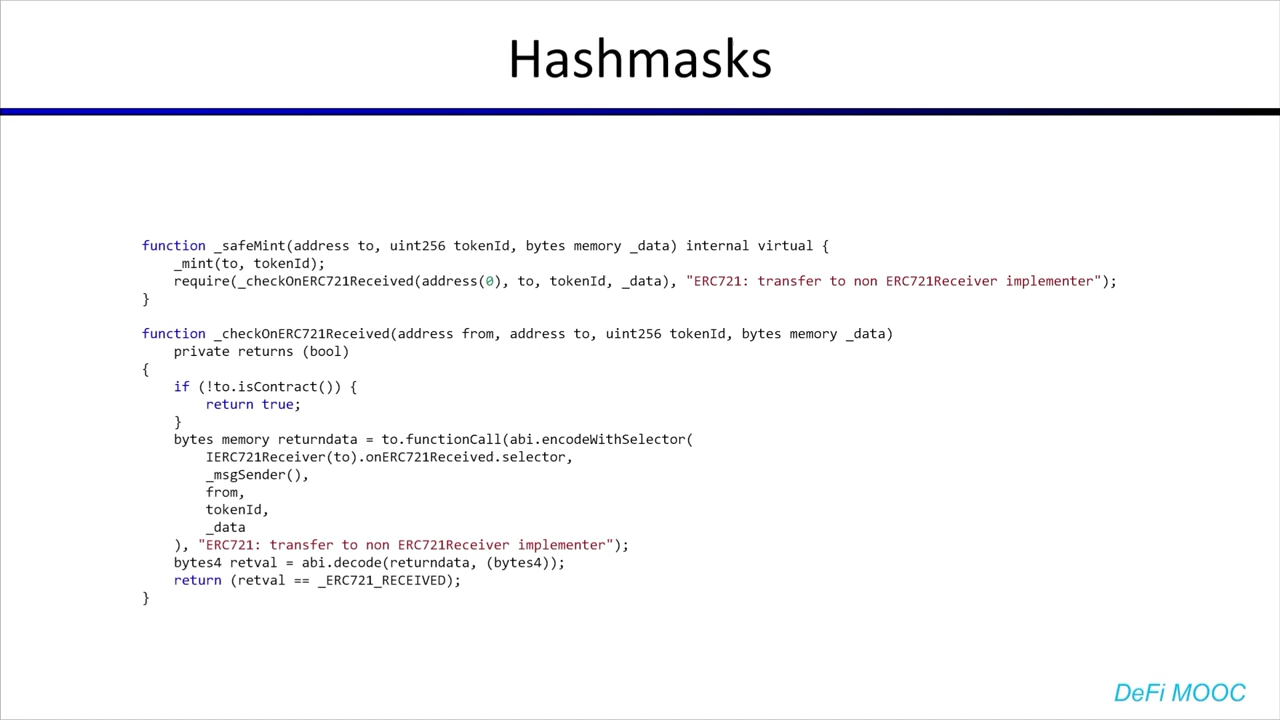 Hashmasks
function _safeMint(address to, uint256 tokenId, bytes memory _data) internal virtual {
    _mint(to, tokenId);
    require(_checkOnERC721Received(address(0), to, tokenId, _data), "ERC721: transfer to non ERC721Receiver implementer");
}
function _checkOnERC721Received(address from, address to, uint256 tokenId, bytes memory _data)
    private returns (bool)
{
    if (!to.isContract()) {
        return true;
    }
    bytes memory returndata = to.functionCall(abi.encodeWithSelector(
        IERC721Receiver(to).onERC721Received.selector,
        _msgSender(),
        from,
        tokenId,
        _data
    ), "ERC721: transfer to non ERC721Receiver implementer");
    bytes4 retval = abi.decode(returndata, (bytes4));
    return (retval == _ERC721_RECEIVED);
}
DeFi MOOC